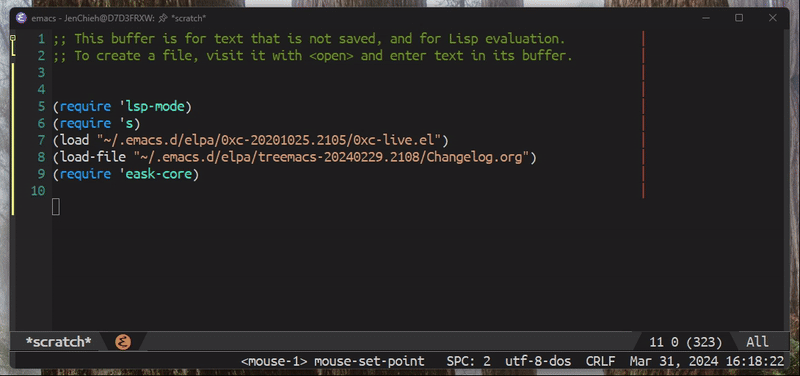 emacs - JenChieh@D7D3FRXW: *scratch*
1 ;; This buffer is for text that is not saved, and for Lisp evaluation.
2 ;; To create a file, visit it with <open> and enter text in its buffer.
3
4
5 (require 'lsp-mode)
6 (require 's)
7 (load "~/.emacs.d/elpa/0xc-20201025.2105/0xc-live.el")
8 (load-file "~/.emacs.d/elpa/treemacs-20240229.2108/Changelog.org")
9 (require 'eask-core)
10
*scratch* 11 0 (323) All
<mouse-1> mouse-set-point SPC: 2 utf-8-dos CRLF Mar 31, 2024 16:18:22